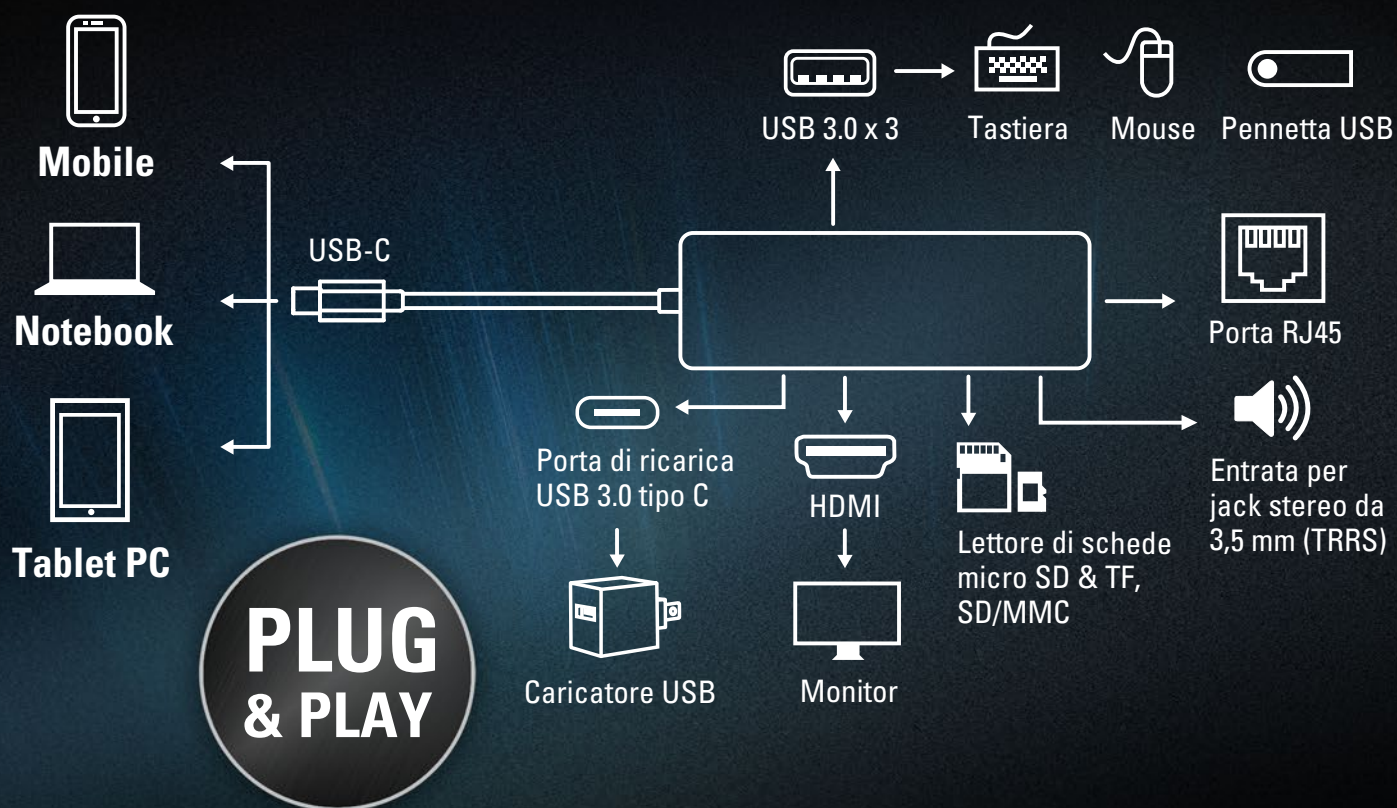 Mobile
Notebook
Tablet PC
USB-C
USB 3.0 x 3
Tastiera
Mouse
Pennetta USB
Porta RJ45
Entrata per
jack stereo da
3,5 mm (TRRS)
Porta di ricarica
USB 3.0 tipo C
Caricatore USB
HDMI
Monitor
Lettore di schede
micro SD & TF,
SD/MMC
PLUG
& PLAY